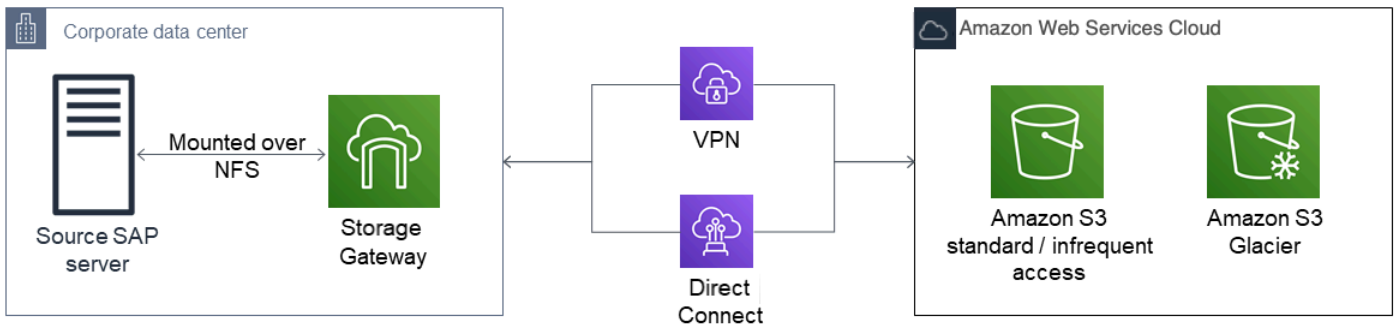 Corporate data center
Source SAP
server
Mounted over
NFS
Storage
Gateway
VPN
Direct
Connect
Amazon Web Services Cloud
Amazon S3
standard / infrequent
access
Amazon S3
Glacier